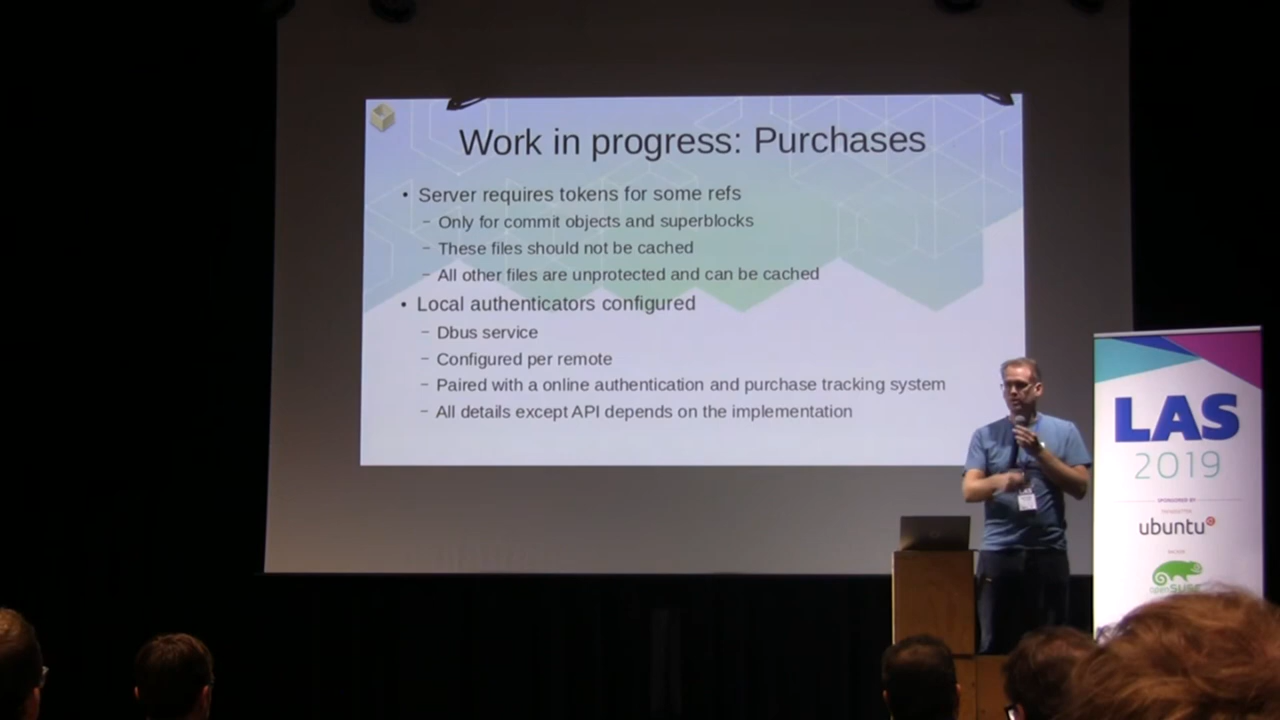 Work in progress: Purchases
• Server requires tokens for some refs
– Only for commit objects and superblocks
– These files should not be cached
– All other files are unprotected and can be cached
• Local authenticators configured
– Dbus service
– Configured per remote
– Paired with a online authentication and purchase tracking system
– All details except API depends on the implementation
LAS
2019
SPONSORED BY
ubuntu
openSUSE